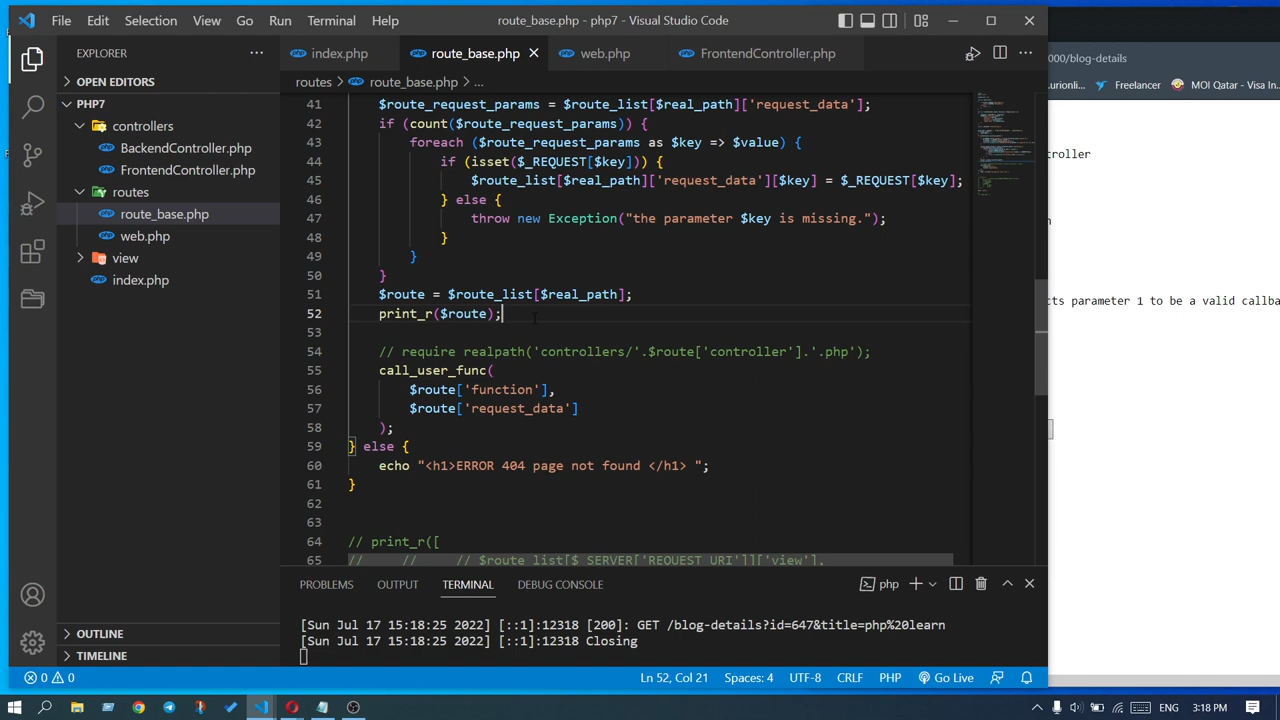 File Edit Selection View Go Run Terminal Help
route_base.php - php7 - Visual Studio Code
EXPLORER
index.php
route_base.php
web.php
FrontendController.php
000/blog-details
OPEN EDITORS
routes > route_base.php > ...
Freelancer
MOI Qatar - Visa In
PHP7
controllers
BackendController.php
FrontendController.php
routes
route_base.php
web.php
view
index.php
41 $route_request_params = $route_list[$real_path]['request_data'];
42 if (count($route_request_params)) {
43 foreach ($route_request_params as $key => $value) {
44 if (isset($_REQUEST[$key])) {
45 $route_list[$real_path]['request_data'][$key] = $_REQUEST[$key];
46 } else {
47 throw new Exception("the parameter $key is missing.");
48 }
49 }
50 }
51 $route = $route_list[$real_path];
52 print_r($route);
53
54 // require realpath('controllers/'.$route['controller'].'.php');
55 call_user_func(
56 $route['function'],
57 $route['request_data']
58 );
59 } else {
60 echo "<h1>ERROR 404 page not found </h1> ";
61 }
62
63
64 // print_r([
65 // // // $route_list[$_SERVER['REQUEST_URI']]['view'],
troller
n
cts parameter 1 to be a valid callba
PROBLEMS OUTPUT TERMINAL DEBUG CONSOLE
php
[Sun Jul 17 15:18:25 2022] [::1]:12318 [200]: GET /blog-details?id=647&title=php%20learn
[Sun Jul 17 15:18:25 2022] [::1]:12318 Closing
OUTLINE
TIMELINE
0 0
Ln 52, Col 21 Spaces: 4 UTF-8 CRLF PHP Go Live
ENG 3:18 PM